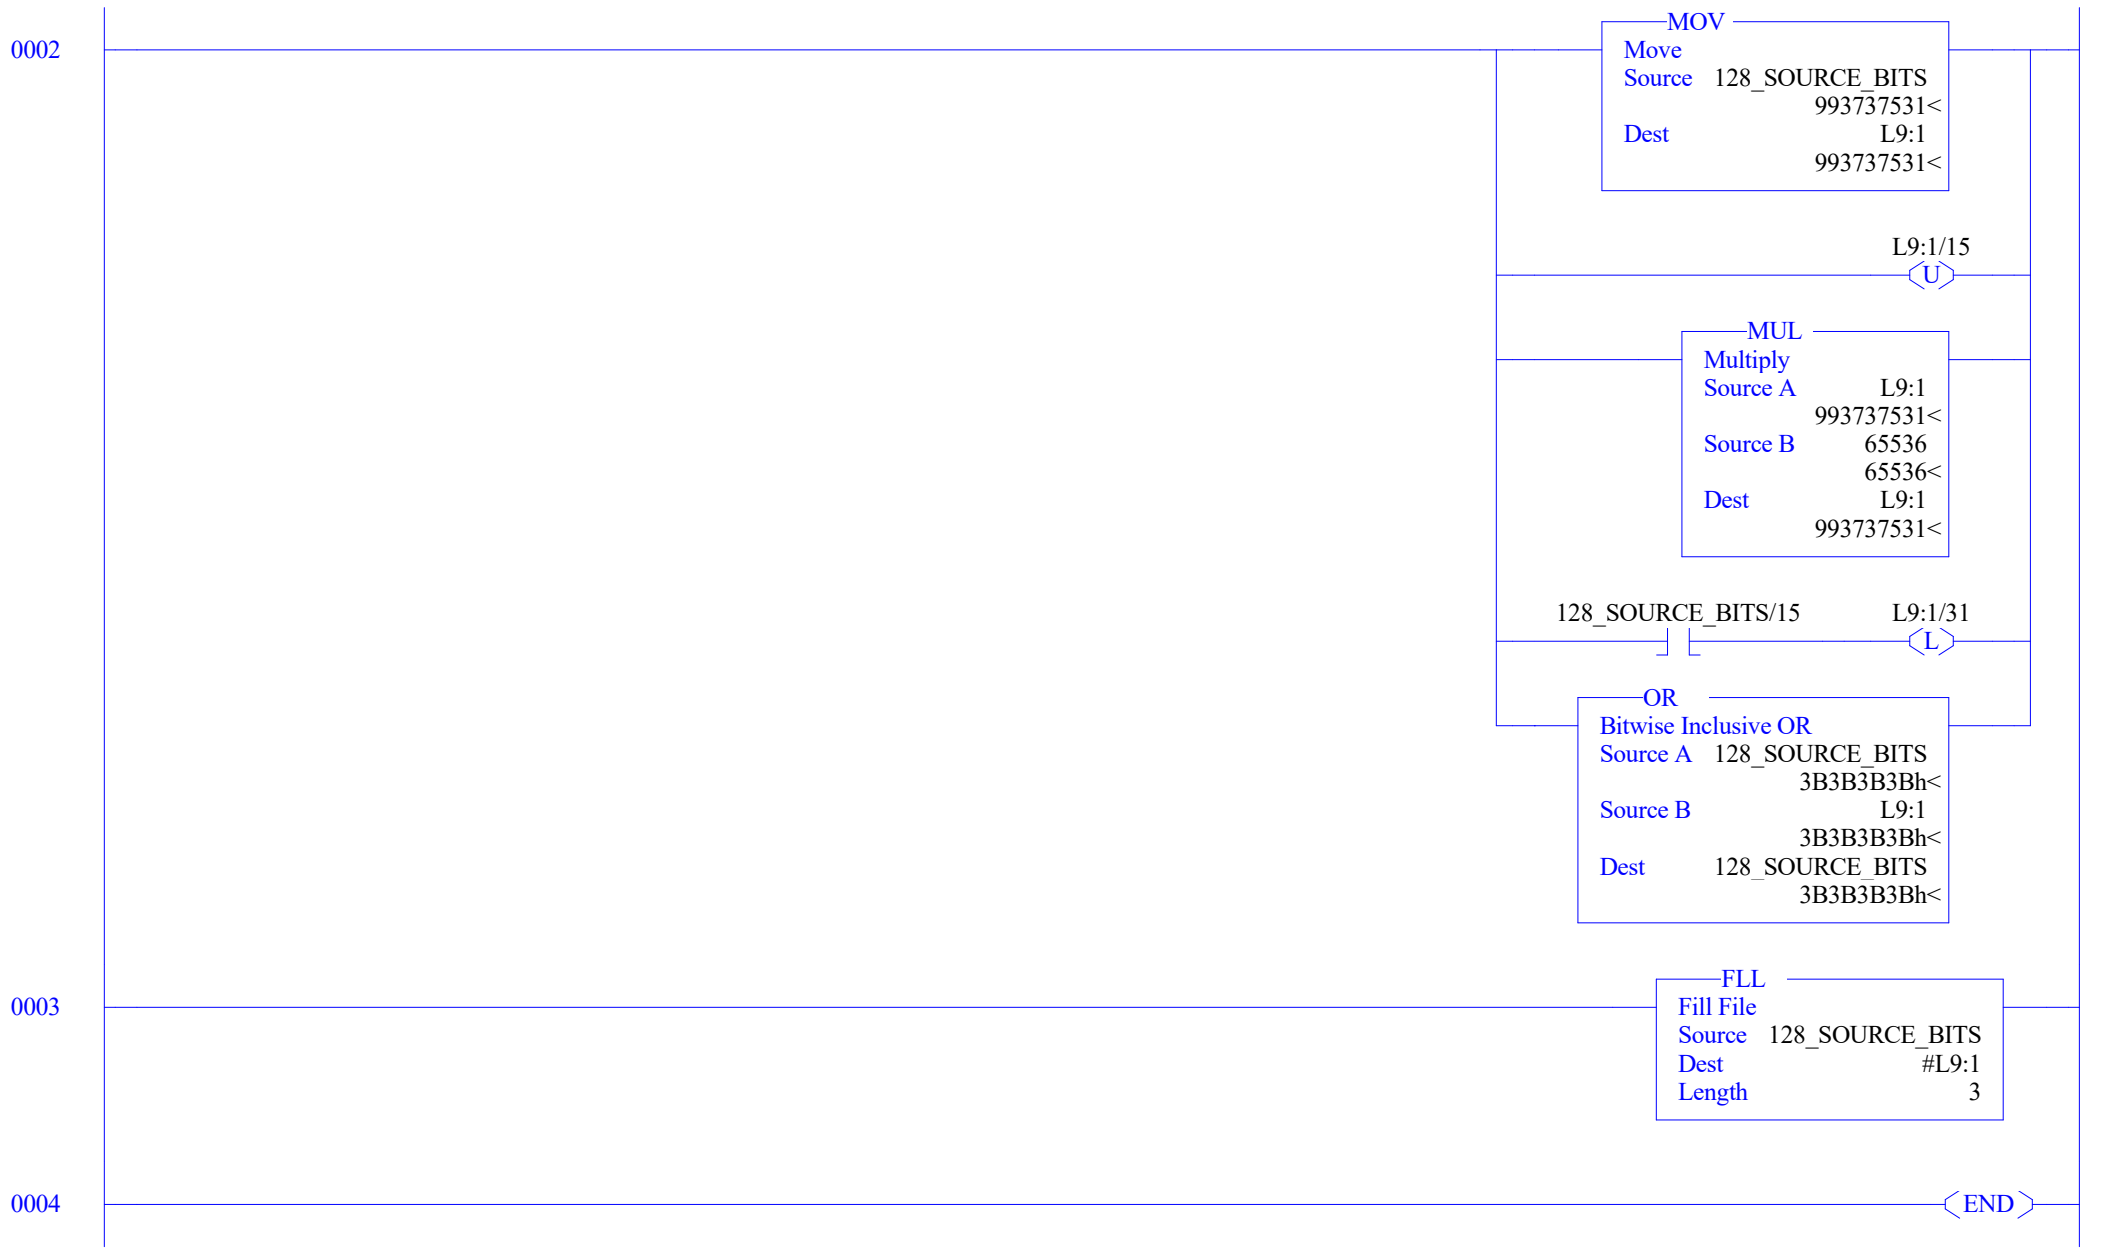 MOV
0002
Move
Source 128_SOURCE_BITS
993737531<
Dest L9:1
993737531<
L9:1/15
U
MUL
Multiply
Source A L9:1
993737531<
Source B 65536
65536<
Dest L9:1
993737531<
128_SOURCE_BITS/15 L9:1/31
L
OR
Bitwise Inclusive OR
Source A 128_SOURCE_BITS
3B3B3B3Bh<
Source B L9:1
3B3B3B3Bh<
Dest 128_SOURCE_BITS
3B3B3B3Bh<
FLL
0003
Fill File
Source 128_SOURCE_BITS
Dest #L9:1
Length 3
0004 END